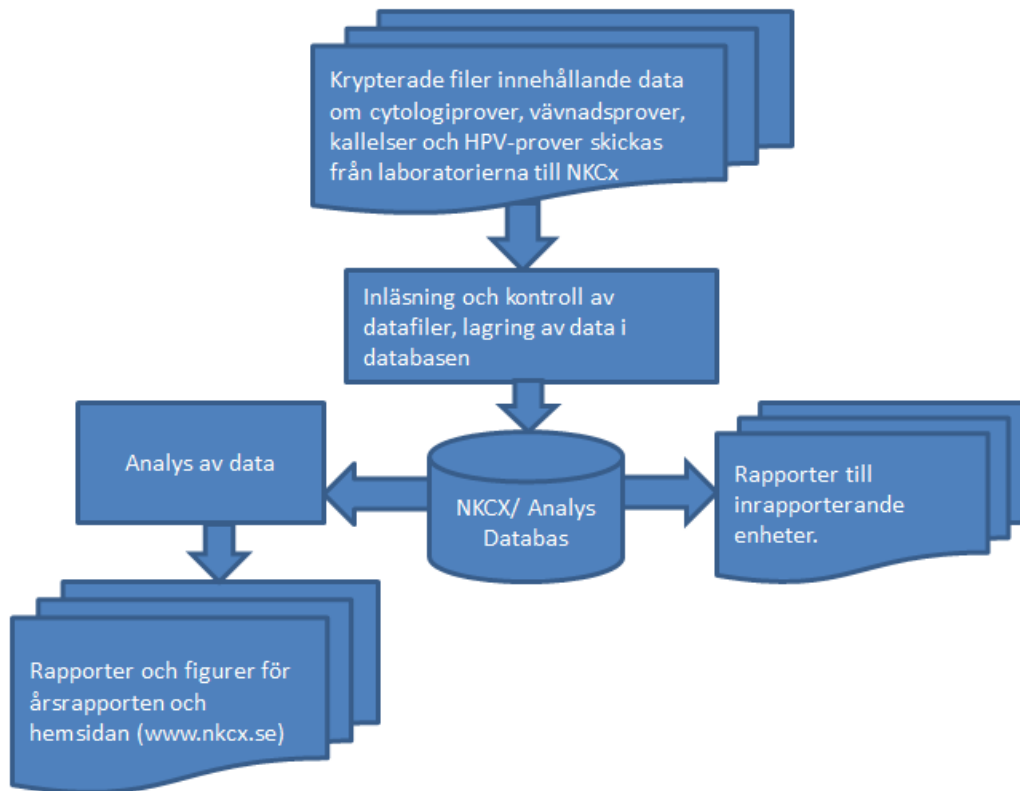 Krypterade filer innehållande data
om cytologiprover, vävnadsprover,
kallelser och HPV-prover skickas
från laboratorierna till NKCx
Inläsning och kontroll av
datafiler, lagring av data i
databasen
Analys av data
NKCX/ Analys
Databas
Rapporter till
inrapporterande
enheter.
Rapporter och figurer för
årsrapporten och
hemsidan (www.nkcx.se)